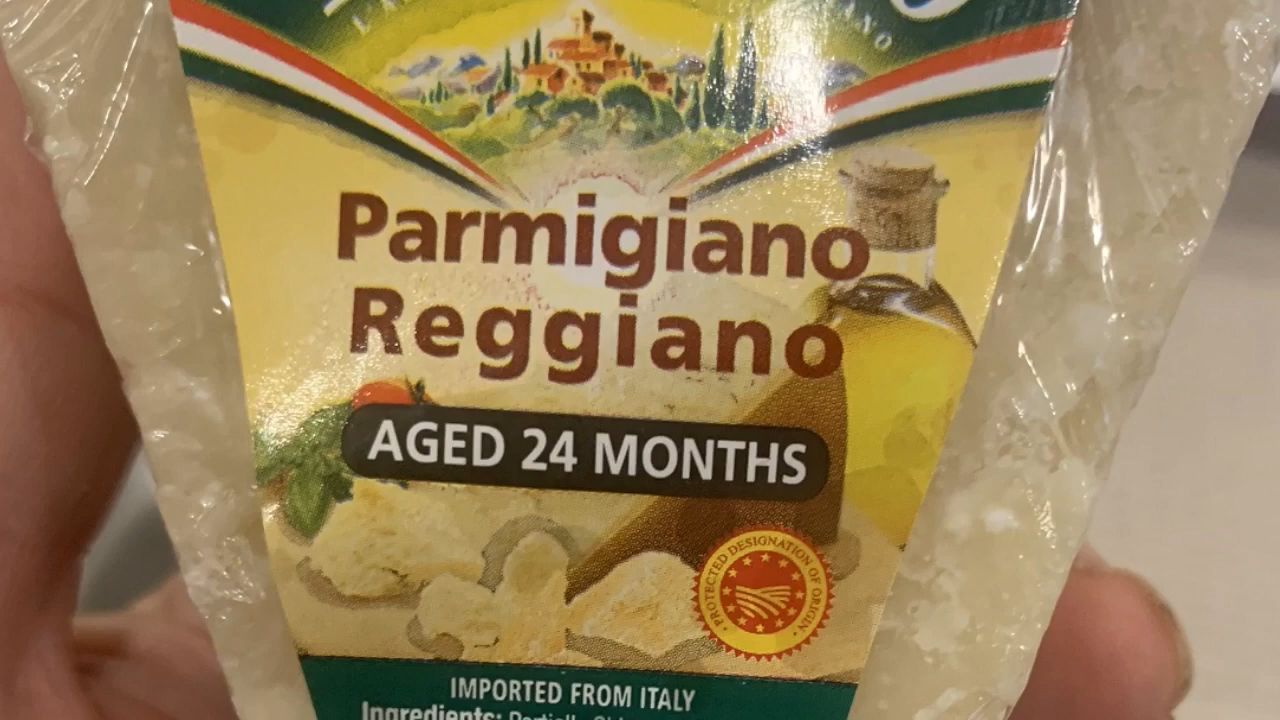 Parmigiano
Reggiano
AGED 24 MONTHS
PROTECTED DESIGNATION OF ORIGIN
IMPORTED FROM ITALY
Ingredients: